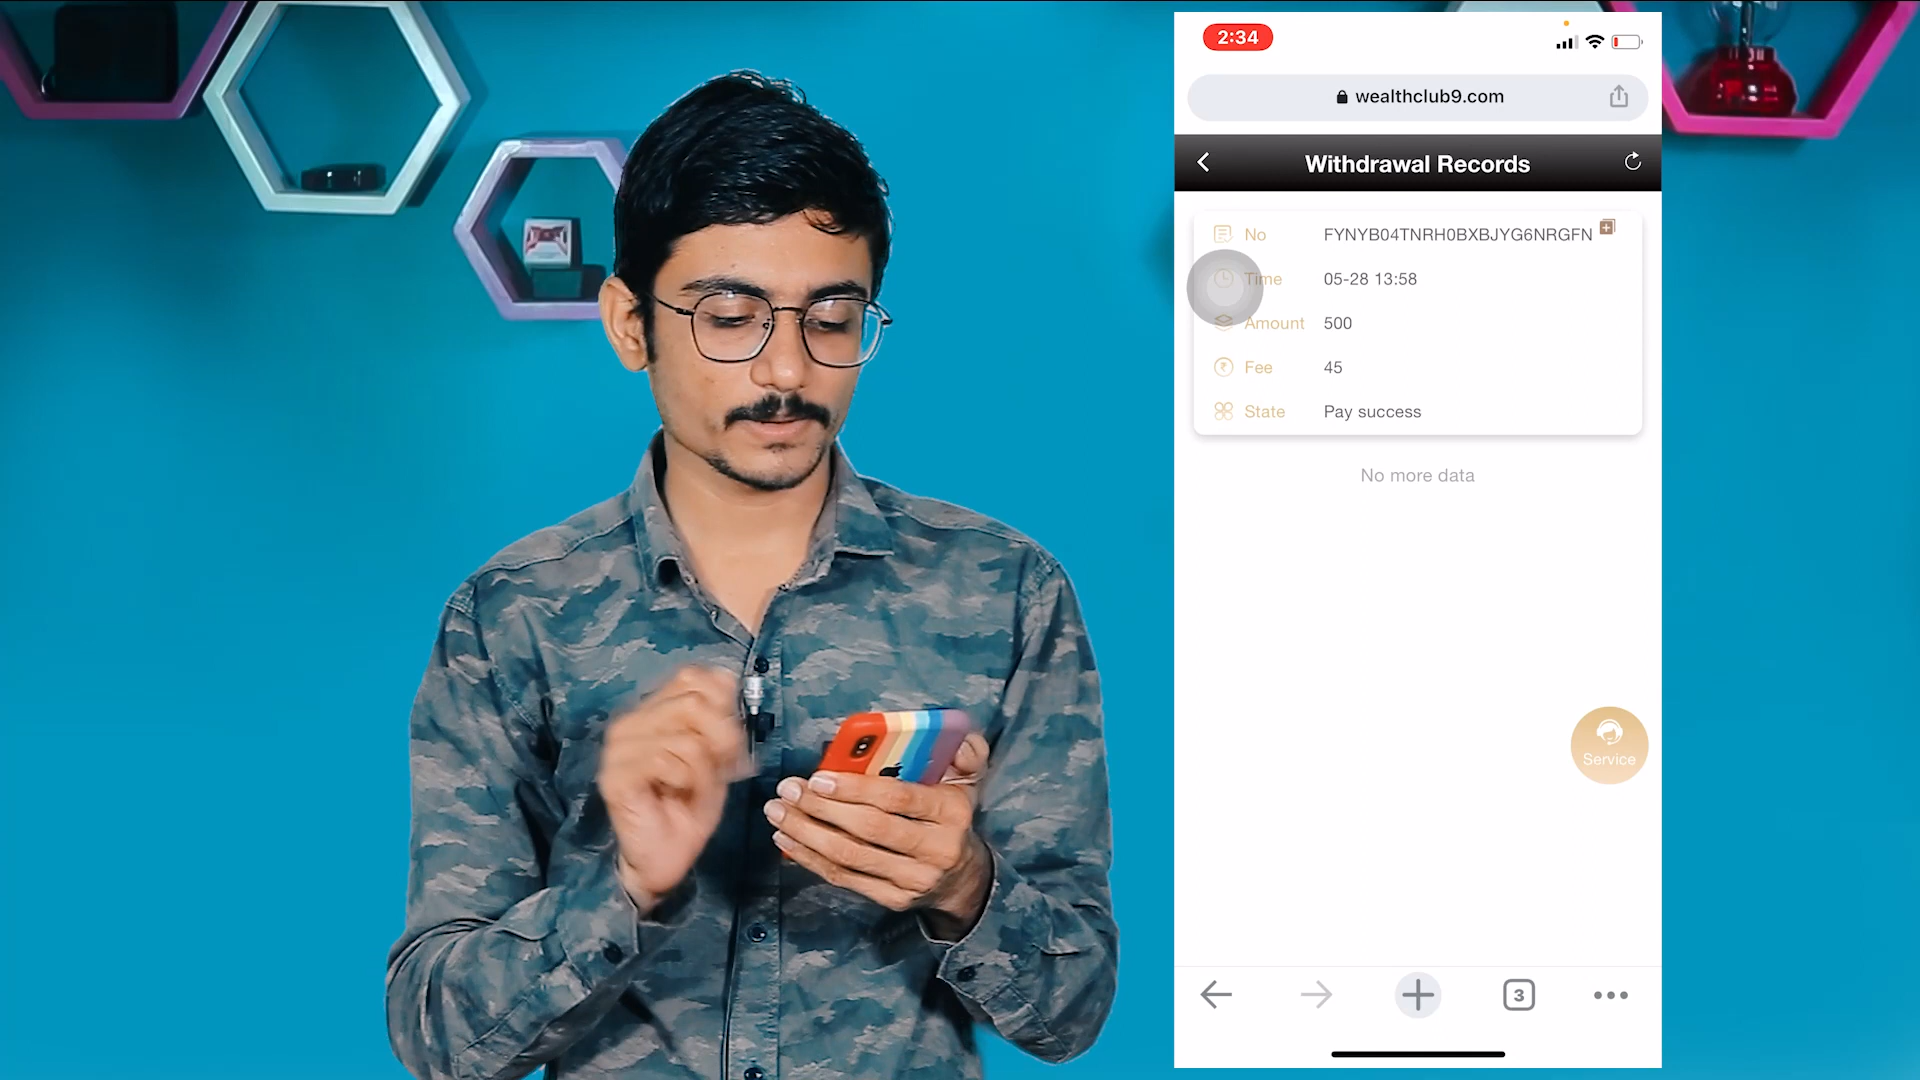 2:34
wealthclub9.com
Withdrawal Records
No FYNYB04TNRH0BXBJYG6NRGFN
Time 05-28 13:58
Amount 500
Fee 45
State Pay success
No more data
Service
3